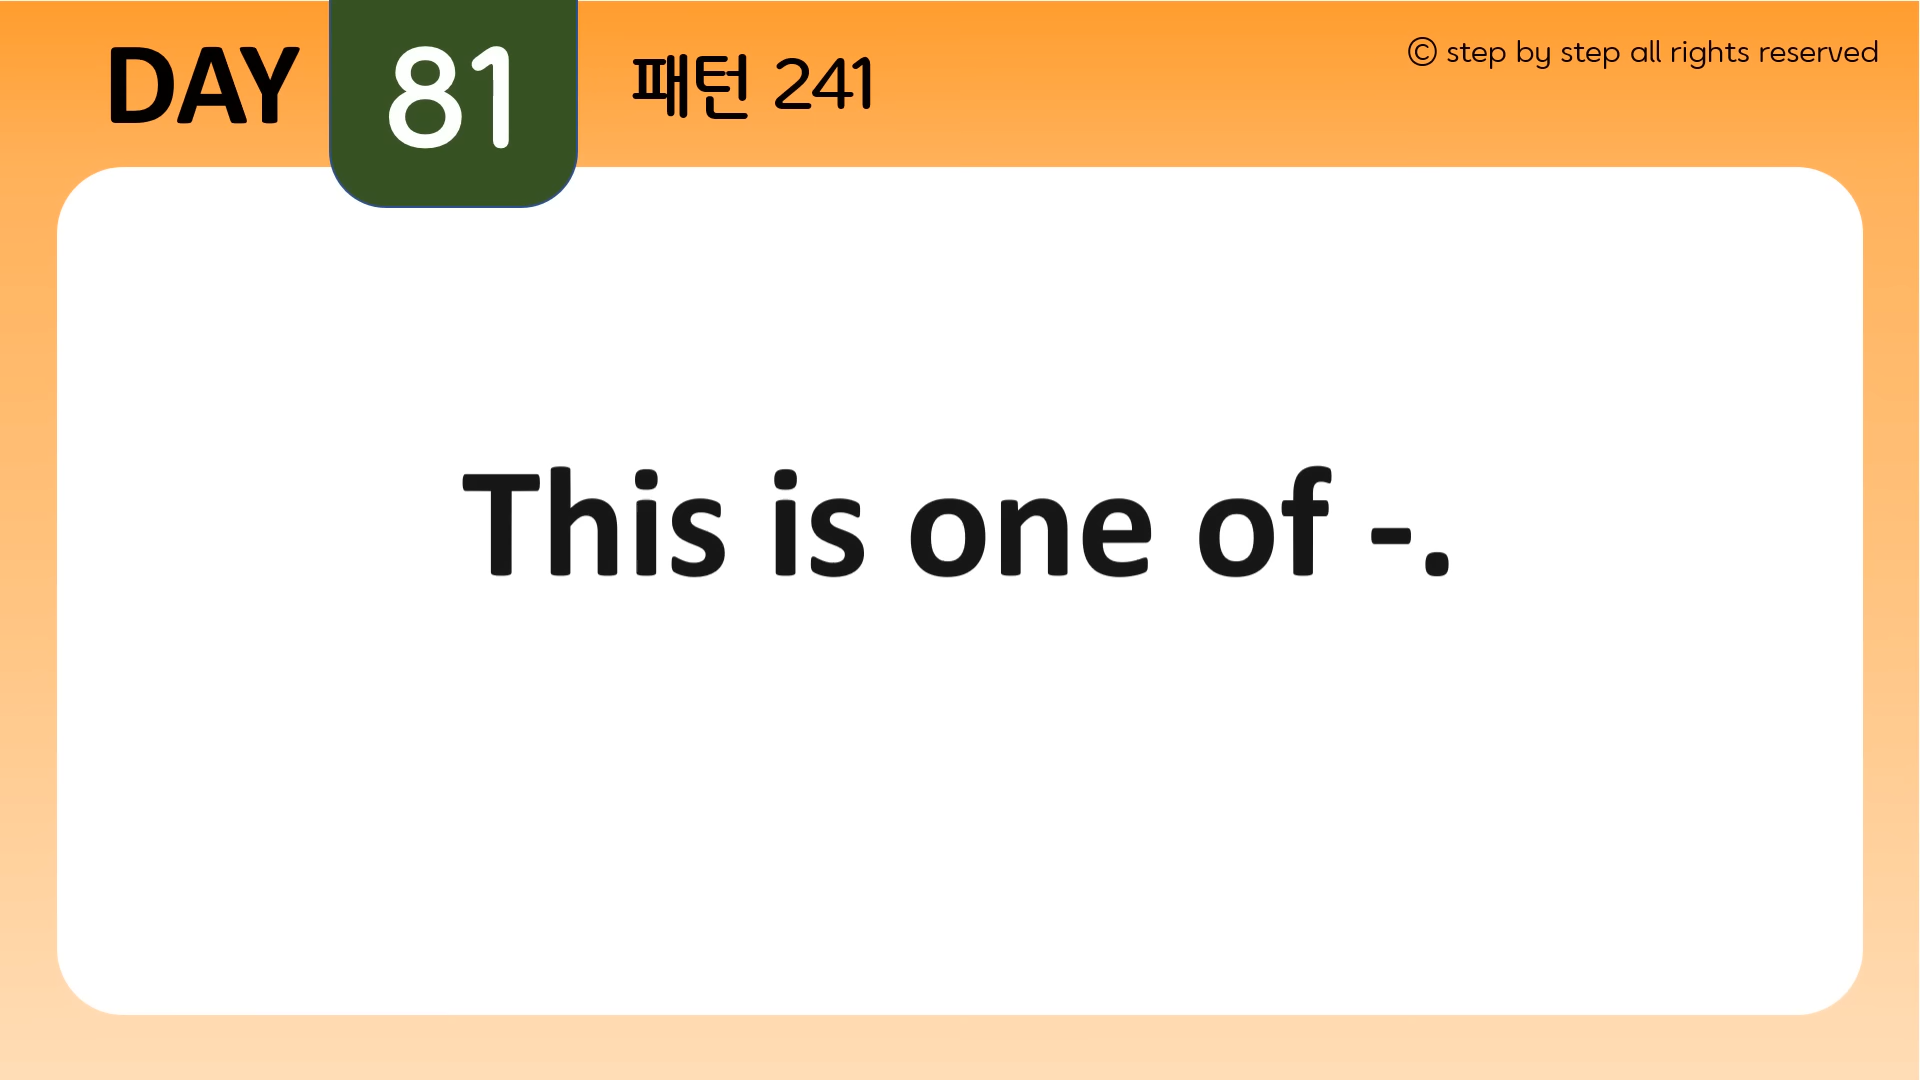 DAY 81 패턴 241
© step by step all rights reserved
This is one of -.